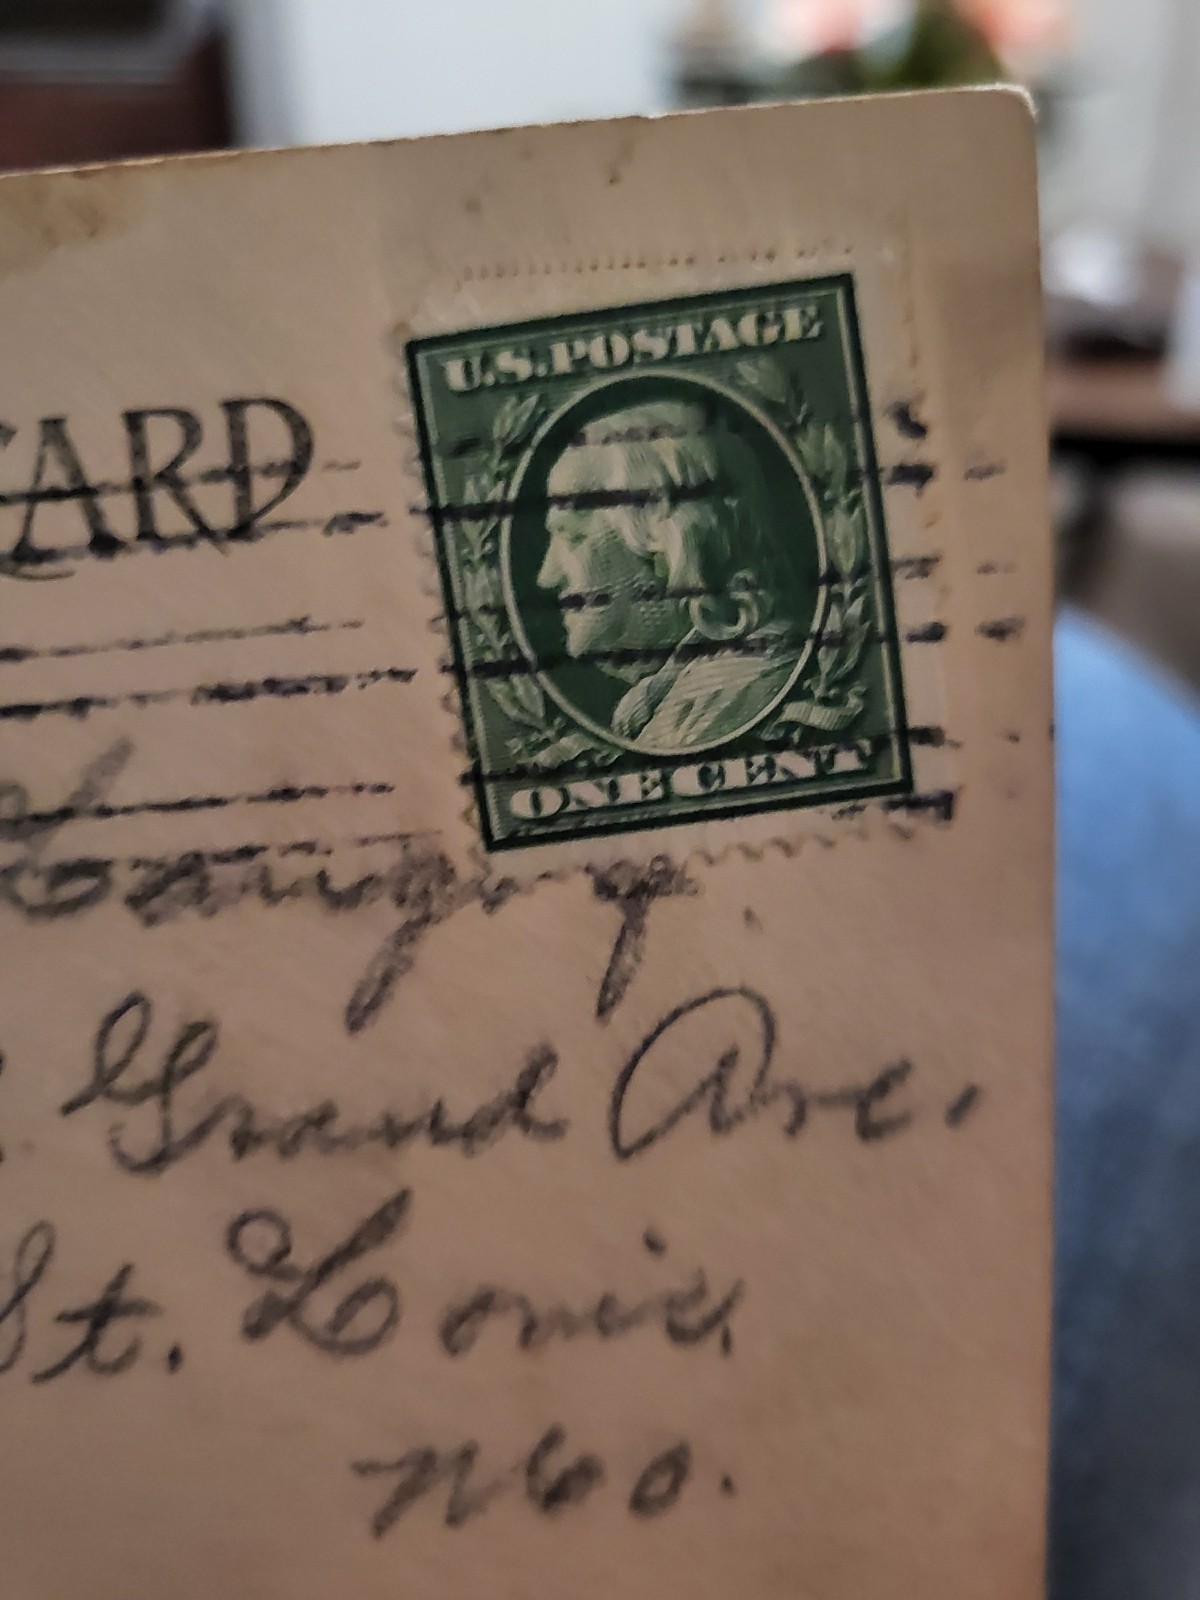 U.S. POSTAGE
CARD
ONE CENT
Grand Ave.
St. Louis
Mo.